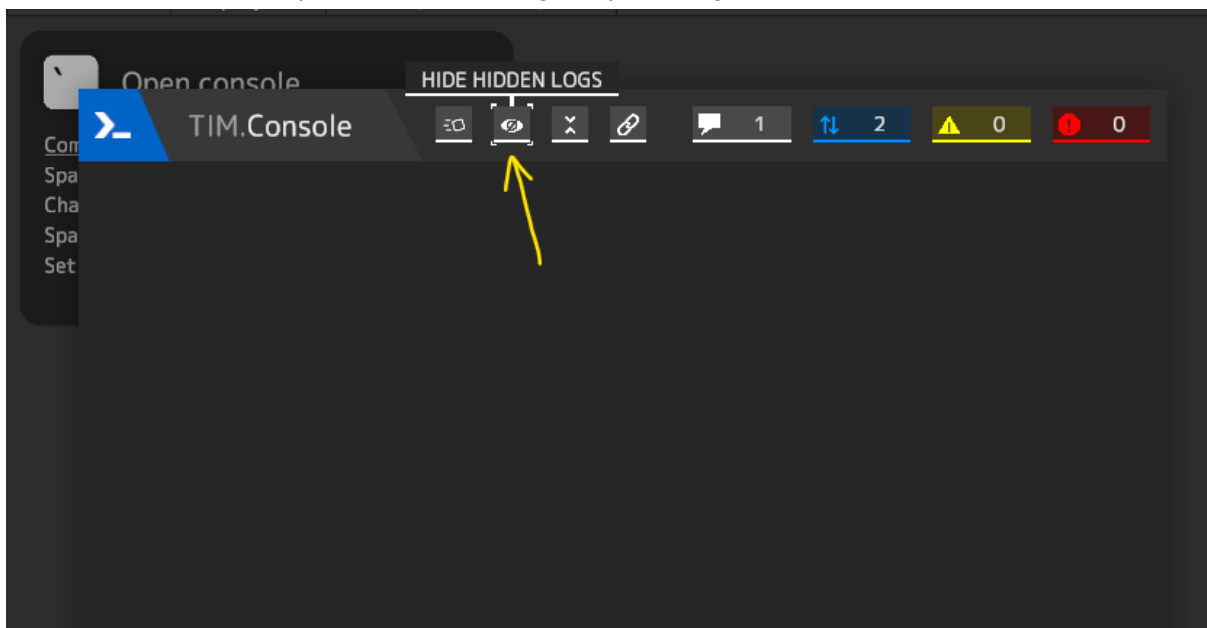 Open console
HIDE HIDDEN LOGS
TIM.Console
1
2
0
0
Com
Spa
Cha
Spa
Set